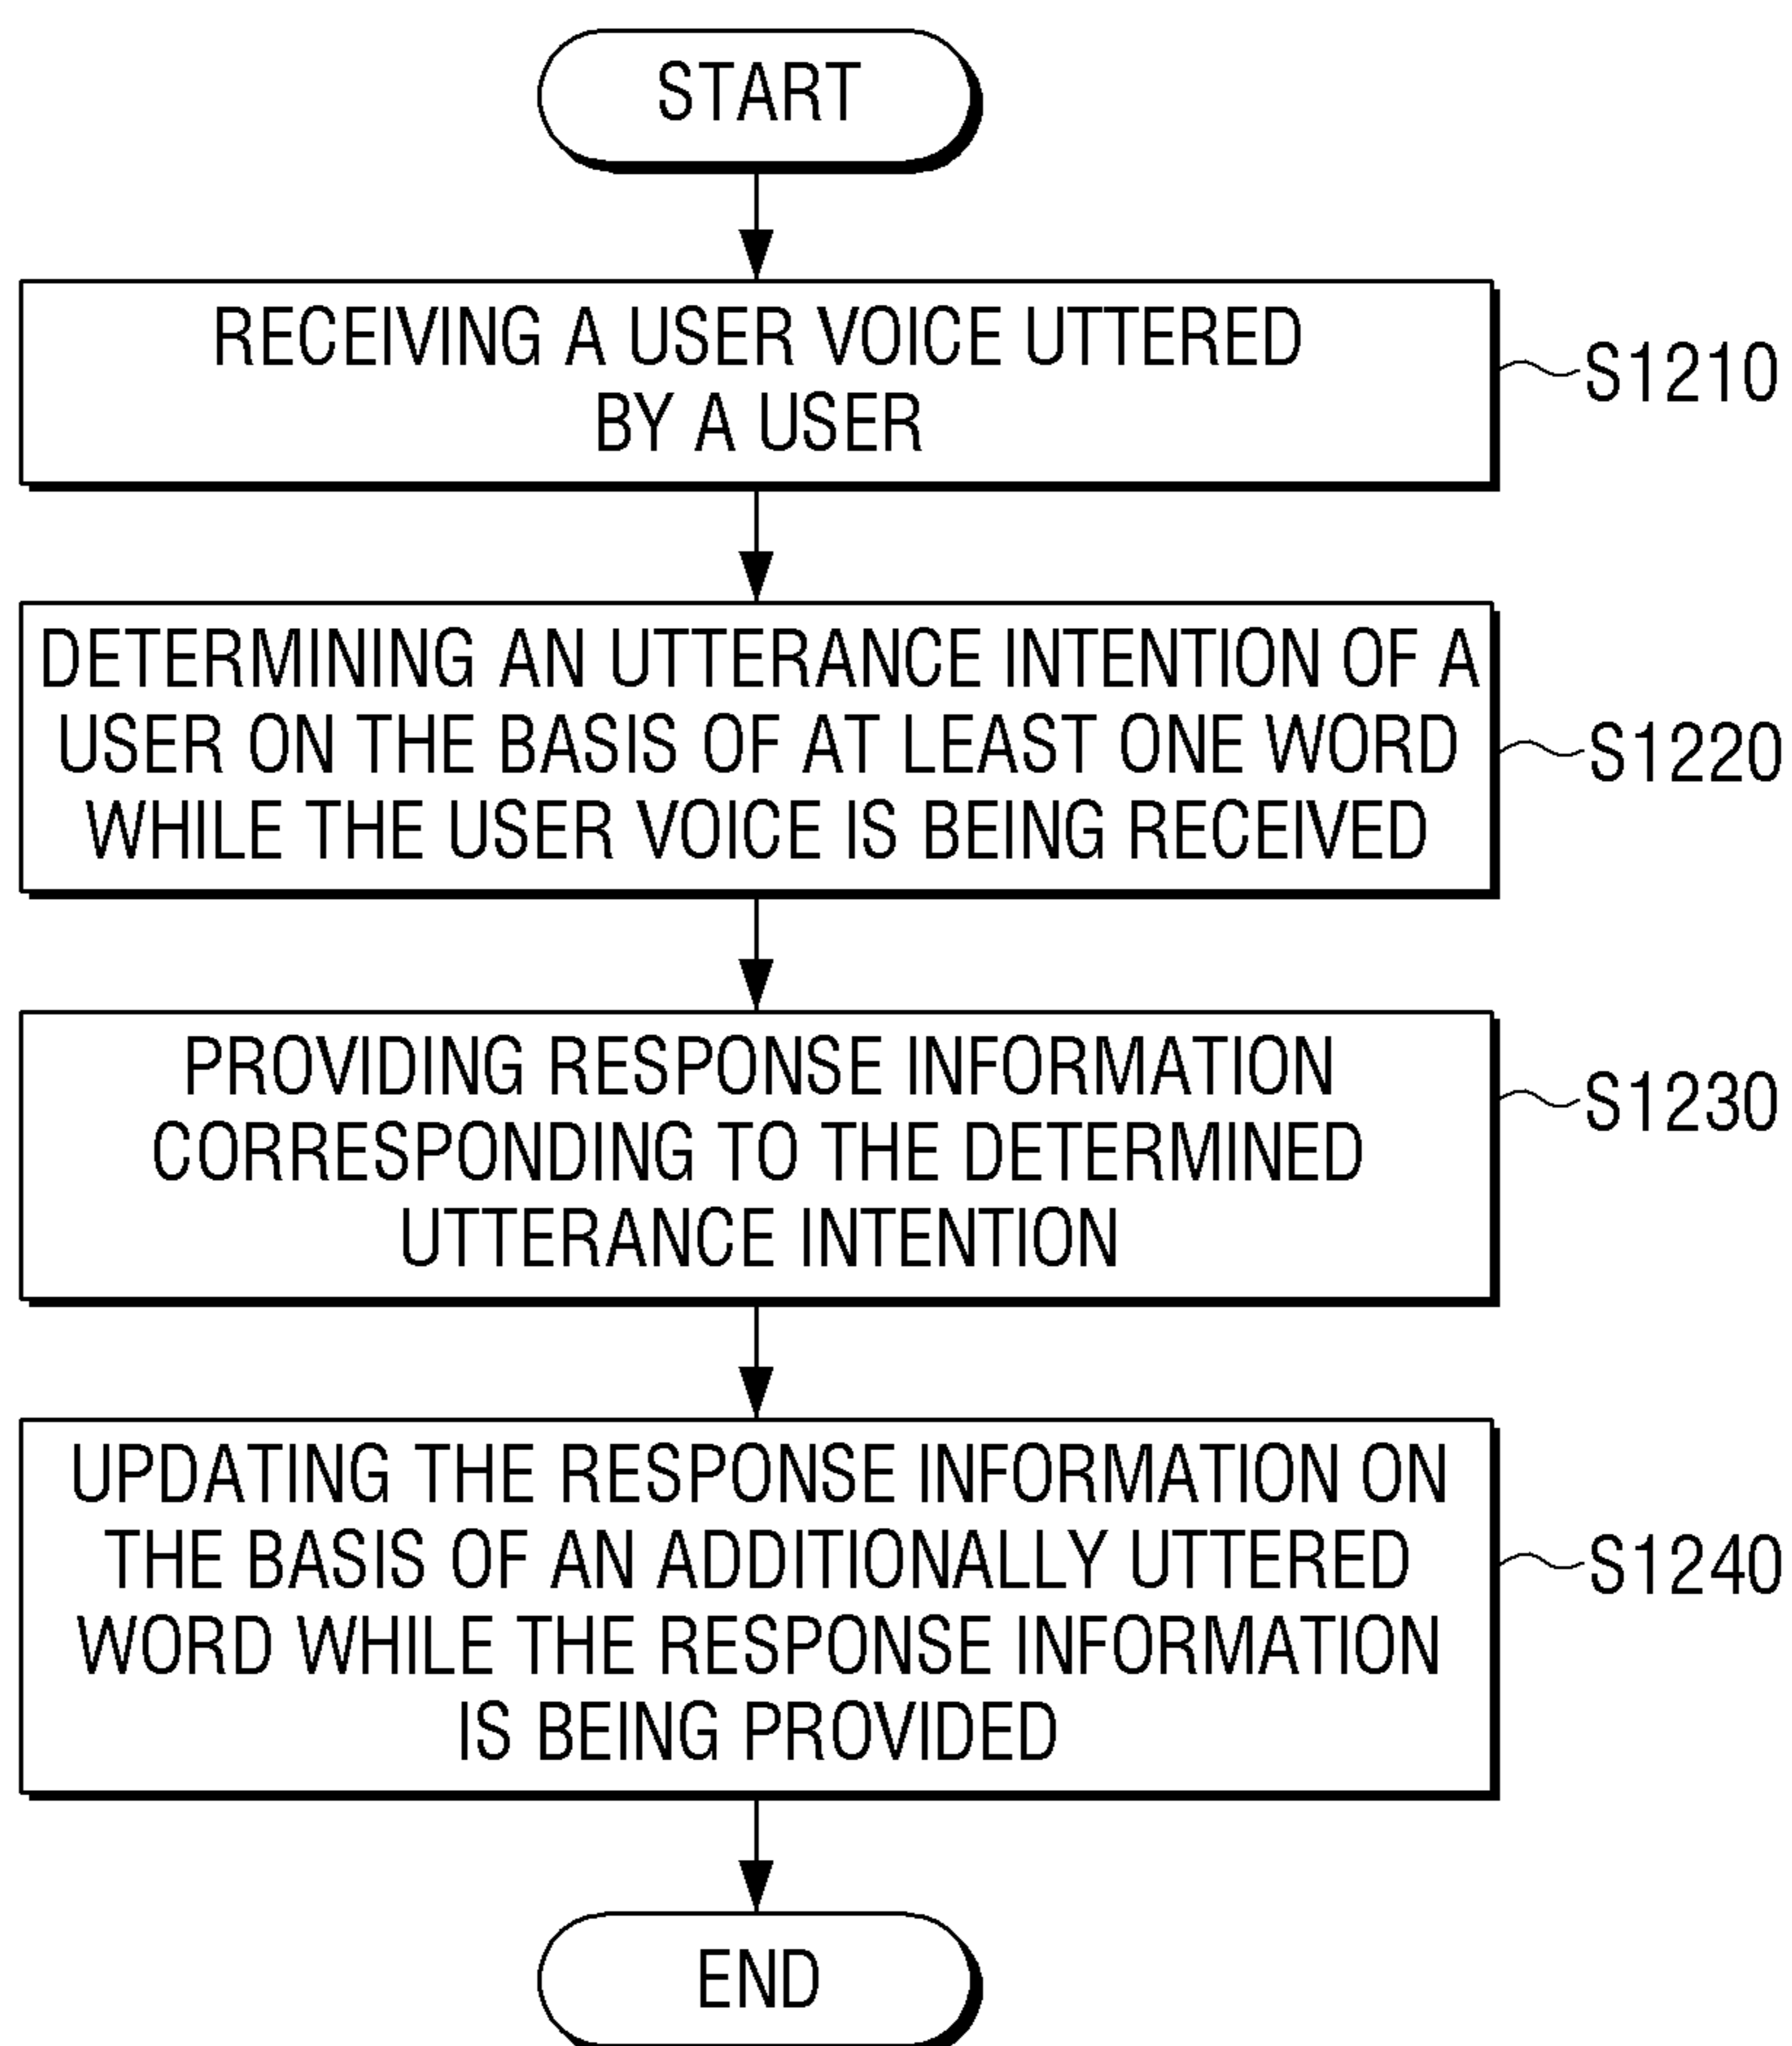 START
RECEIVING A USER VOICE UTTERED
BY A USER
S1210
DETERMINING AN UTTERANCE INTENTION OF A
USER ON THE BASIS OF AT LEAST ONE WORD
WHILE THE USER VOICE IS BEING RECEIVED
S1220
PROVIDING RESPONSE INFORMATION
CORRESPONDING TO THE DETERMINED
UTTERANCE INTENTION
S1230
UPDATING THE RESPONSE INFORMATION ON
THE BASIS OF AN ADDITIONALLY UTTERED
WORD WHILE THE RESPONSE INFORMATION
IS BEING PROVIDED
S1240
END